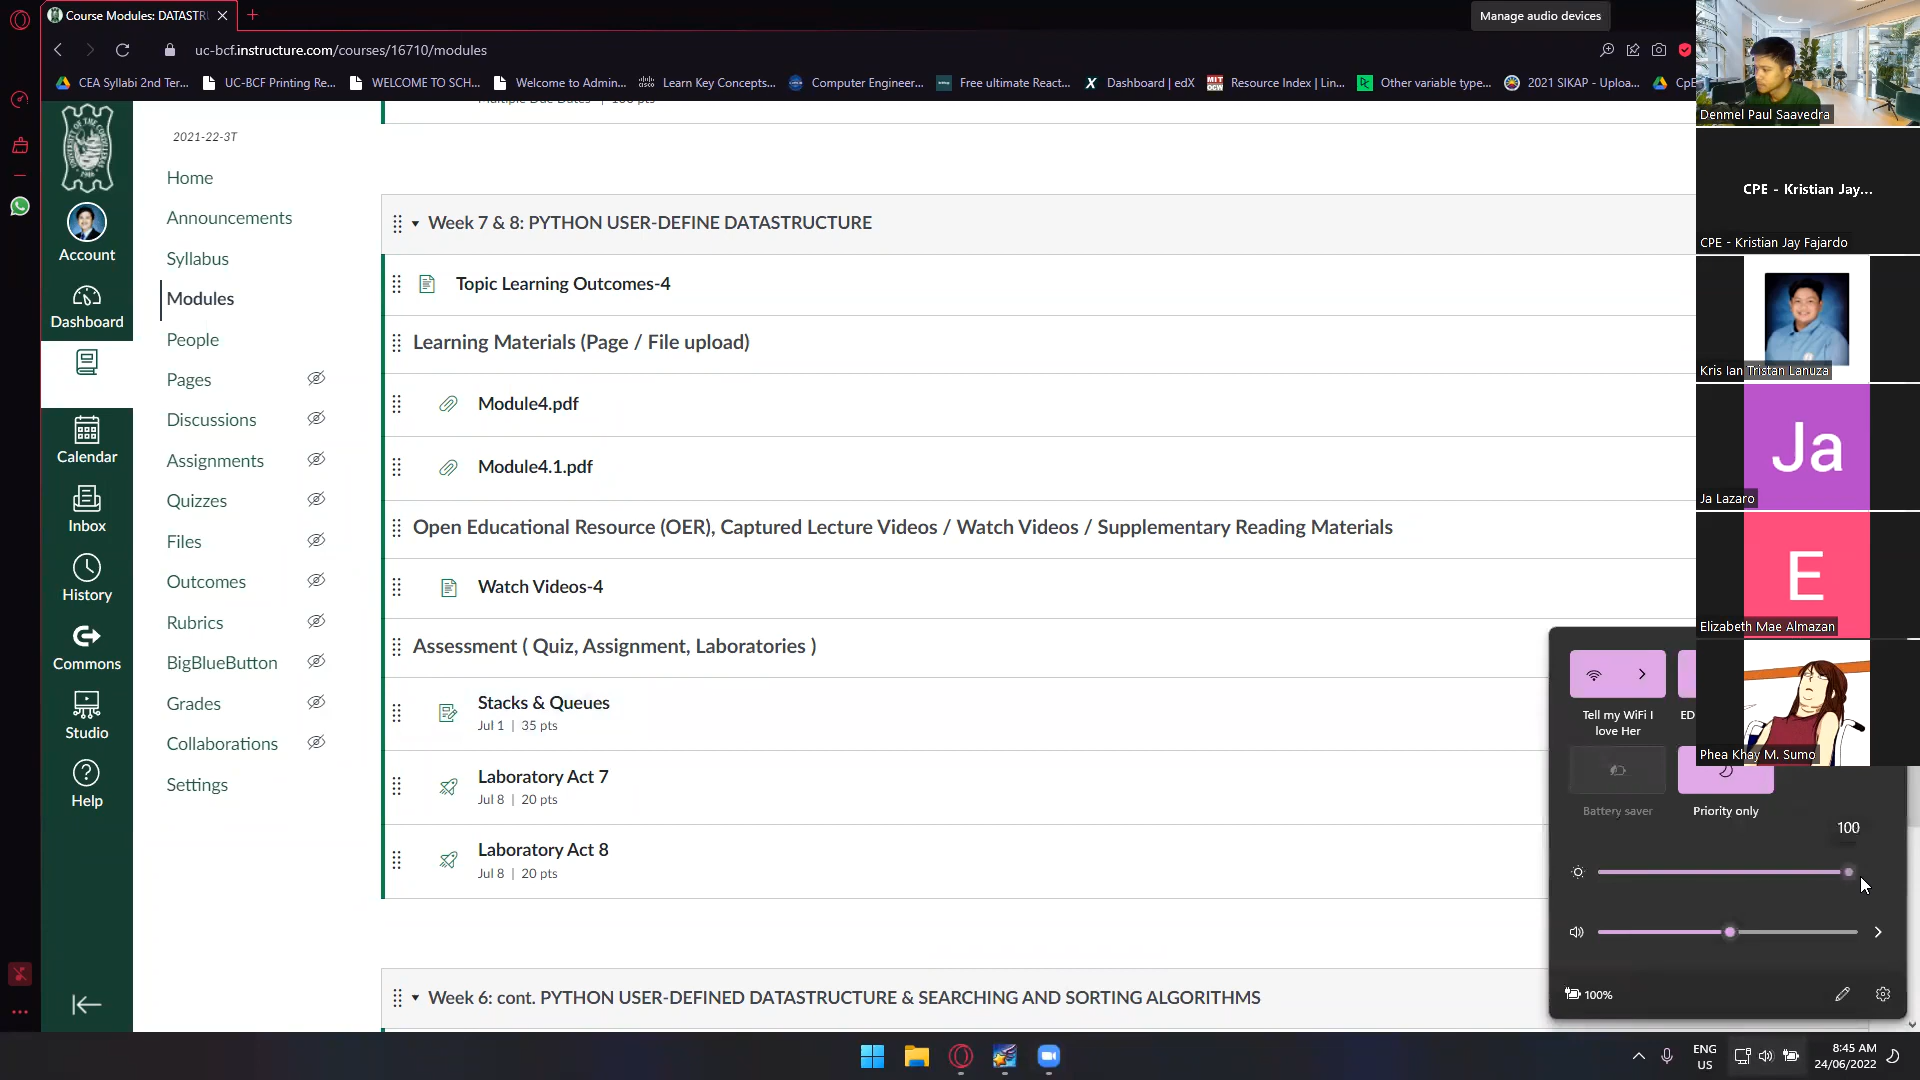 Course Modules: DATASTR
Manage audio devices
uc-bcf.instructure.com/courses/16710/modules
CEA Syllabi 2nd Ter...
UC-BCF Printing Re...
WELCOME TO SCH...
Welcome to Admin...
Learn Key Concepts...
Computer Engineer...
Free ultimate React...
Dashboard | edX
Resource Index | Lin...
Other variable type...
2021 SIKAP - Uploa...
CpE
Account
Dashboard
Calendar
Inbox
History
Commons
Studio
Help
2021-22-3T
Home
Announcements
Syllabus
Modules
People
Pages
Discussions
Assignments
Quizzes
Files
Outcomes
Rubrics
BigBlueButton
Grades
Collaborations
Settings
Multiple Due Dates | 100 pts
Week 7 & 8: PYTHON USER-DEFINE DATASTRUCTURE
Topic Learning Outcomes-4
Learning Materials (Page / File upload)
Module4.pdf
Module4.1.pdf
Open Educational Resource (OER), Captured Lecture Videos / Watch Videos / Supplementary Reading Materials
Watch Videos-4
Assessment ( Quiz, Assignment, Laboratories )
Stacks & Queues
Jul 1 | 35 pts
Laboratory Act 7
Jul 8 | 20 pts
Laboratory Act 8
Jul 8 | 20 pts
Week 6: cont. PYTHON USER-DEFINED DATASTRUCTURE & SEARCHING AND SORTING ALGORITHMS
Denmel Paul Saavedra
CPE - Kristian Jay...
CPE - Kristian Jay Fajardo
Kris Ian Tristan Lanuza
Ja
Ja Lazaro
E
Elizabeth Mae Almazan
Phea Khay M. Sumo
Tell my WiFi I
love Her
ED
Battery saver
Priority only
100
100%
ENG
US
8:45 AM
24/06/2022